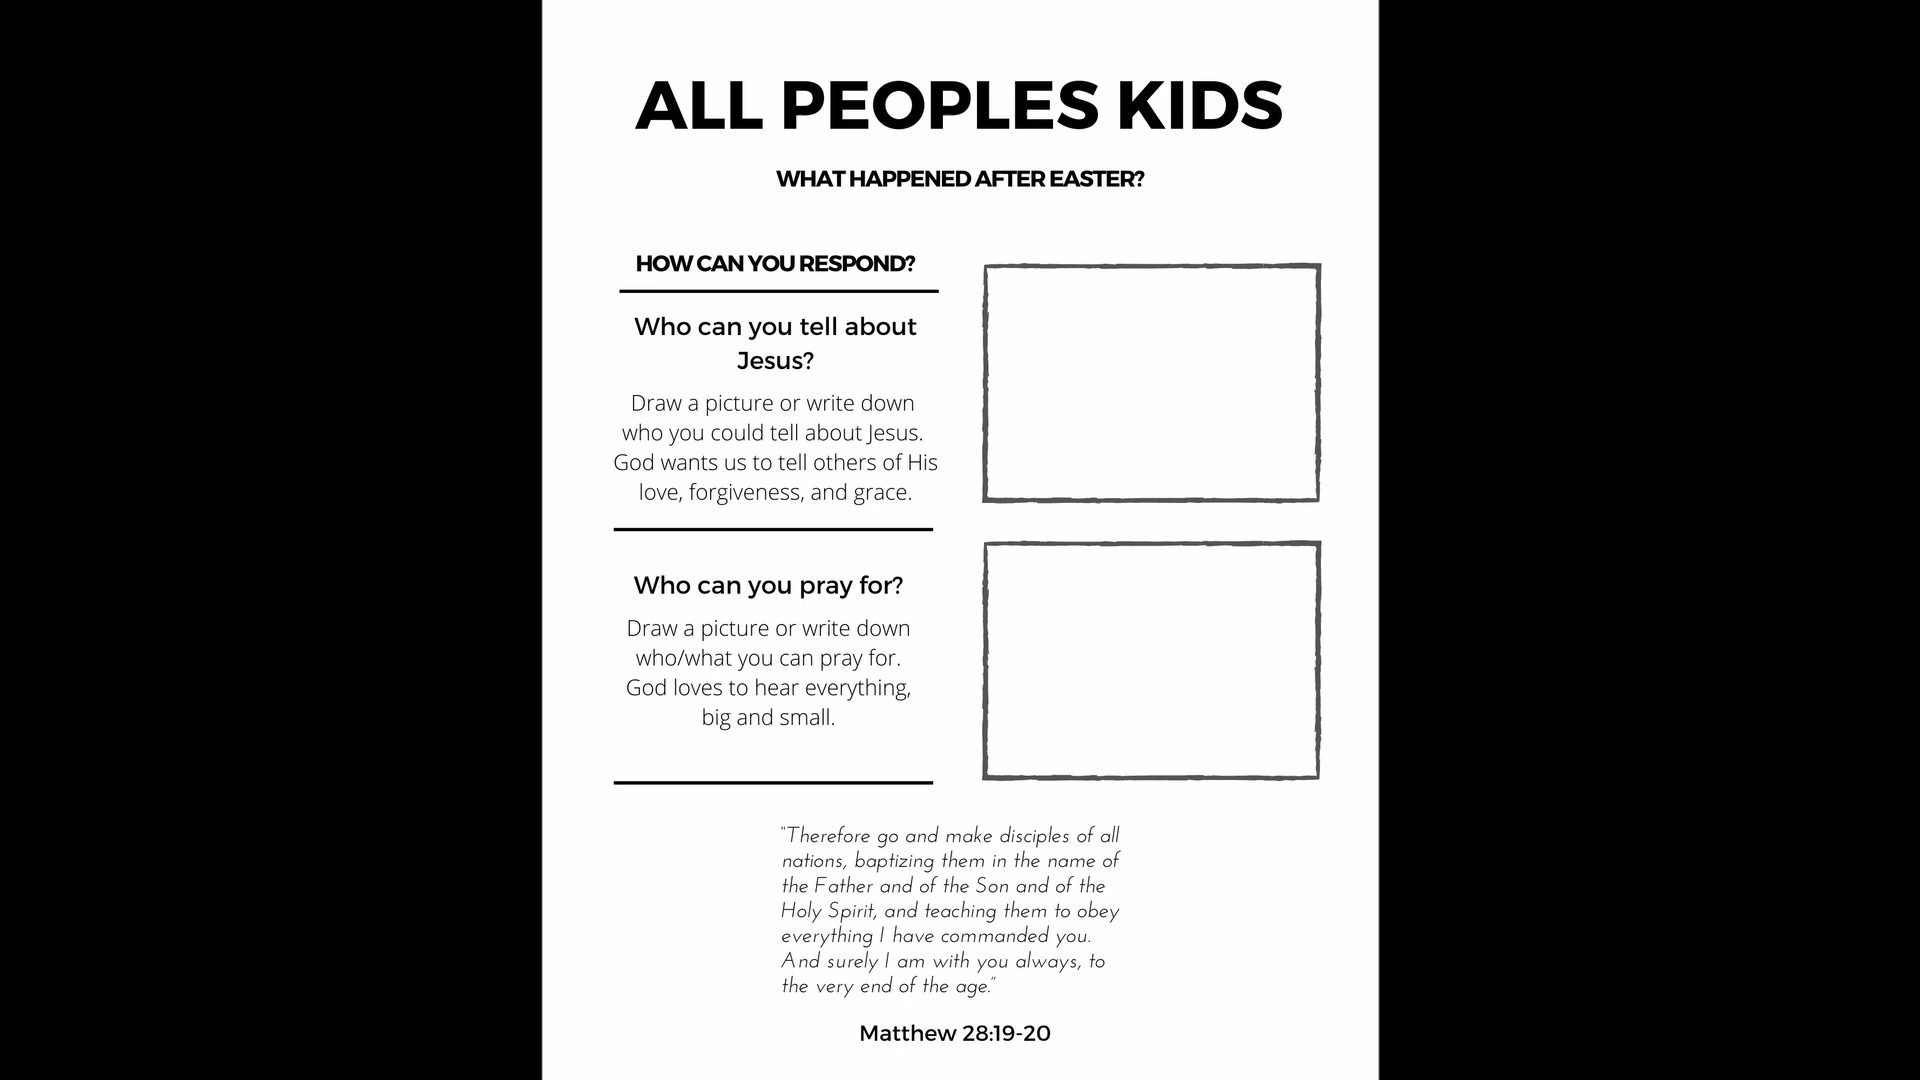 ALL PEOPLES KIDS
WHAT HAPPENED AFTER EASTER?
HOW CAN YOU RESPOND?
Who can you tell about
Jesus?
Draw a picture or write down
who you could tell about Jesus.
God wants us to tell others of His
love, forgiveness, and grace.
Who can you pray for?
Draw a picture or write down
who/what you can pray for.
God loves to hear everything,
big and small.
"Therefore go and make disciples of all
nations, baptizing them in the name of
the Father and of the Son and of the
Holy Spirit, and teaching them to obey
everything I have commanded you.
And surely I am with you always, to
the very end of the age."
Matthew 28:19-20